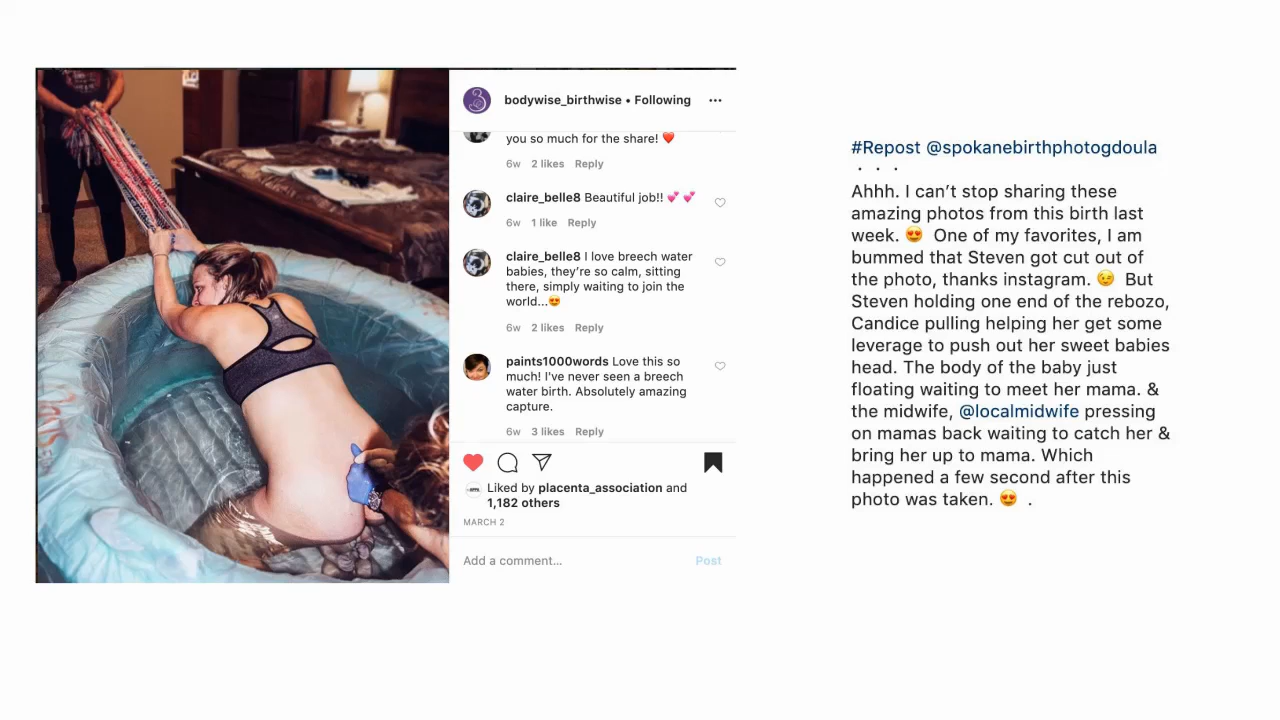 bodywise_birthwise • Following
you so much for the share! ❤️
6w 2 likes Reply
claire_belle8 Beautiful job!! 💕 💕
6w 1 like Reply
claire_belle8 I love breech water
babies, they're so calm, sitting
there, simply waiting to join the
world...😍
6w 2 likes Reply
paints1000words Love this so
much! I've never seen a breech
water birth. Absolutely amazing
capture.
6w 3 likes Reply
Liked by placenta_association and
1,182 others
MARCH 2
Add a comment... Post
#Repost @spokanebirthphotogdoula
. . .
Ahhh. I can't stop sharing these
amazing photos from this birth last
week. 😍 One of my favorites, I am
bummed that Steven got cut out of
the photo, thanks instagram. 😉 But
Steven holding one end of the rebozo,
Candice pulling helping her get some
leverage to push out her sweet babies
head. The body of the baby just
floating waiting to meet her mama. &
the midwife, @localmidwife pressing
on mamas back waiting to catch her &
bring her up to mama. Which
happened a few second after this
photo was taken. 😍 .